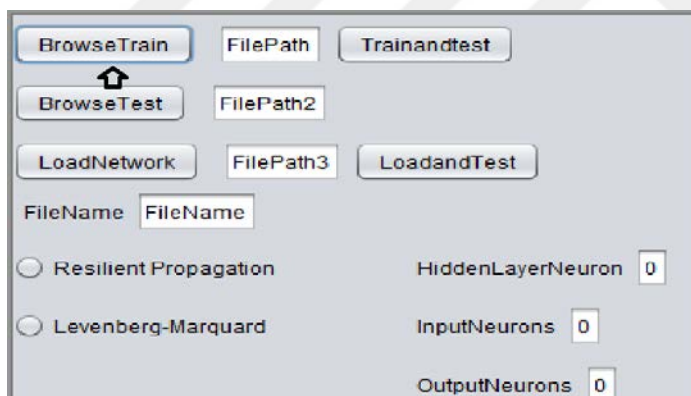 BrowseTrain FilePath Trainandtest
BrowseTest FilePath2
LoadNetwork FilePath3 LoadandTest
FileName FileName
Resilient Propagation HiddenLayerNeuron 0
Levenberg-Marquard InputNeurons 0
OutputNeurons 0